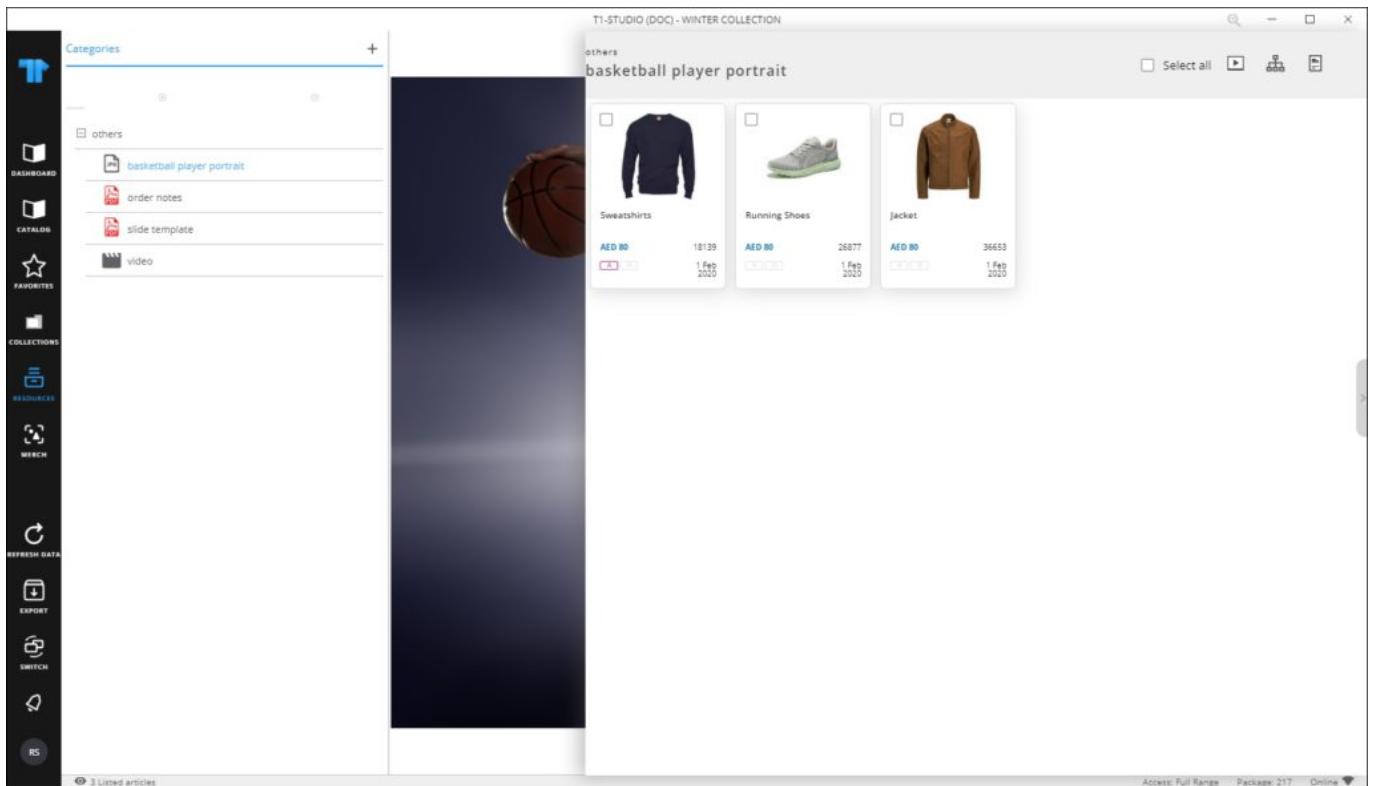 T1-STUDIO (DOC) - WINTER COLLECTION
Categories
others
basketball player portrait
order notes
slide template
video
DASHBOARD
CATALOG
FAVORITES
COLLECTIONS
RESOURCES
MERCH
REFRESH DATA
EXPORT
SWITCH
RS
others
basketball player portrait
Select all
Sweatshirts
AED 80 18139
A
1 Feb
2020
Running Shoes
AED 80 26877
1 Feb
2020
Jacket
AED 80 36653
1 Feb
2020
3 Listed articles
Access: Full Range Package: 217 Online